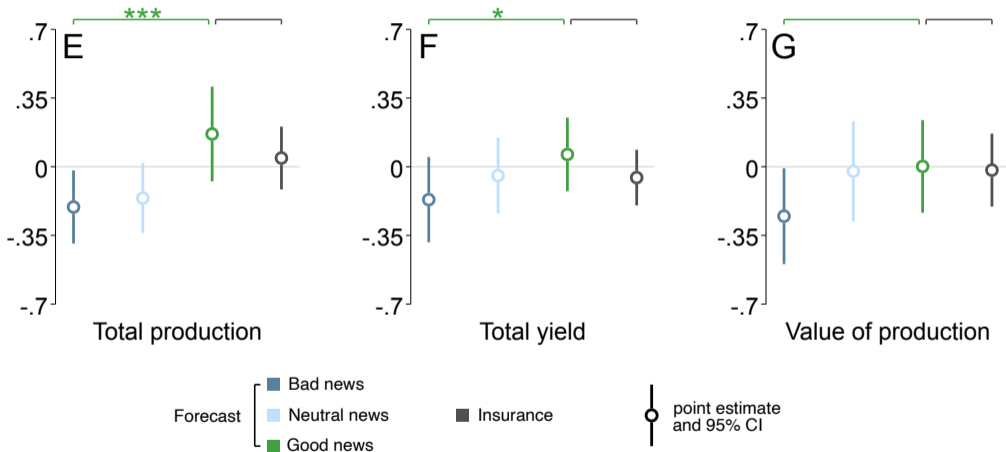 *** * 
.7 E .7 F .7 G
.35 .35 .35
0 0 0
-.35 -.35 -.35
-.7 -.7 -.7
Total production Total yield Value of production
Bad news
Forecast Neutral news Insurance point estimate
and 95% CI
Good news